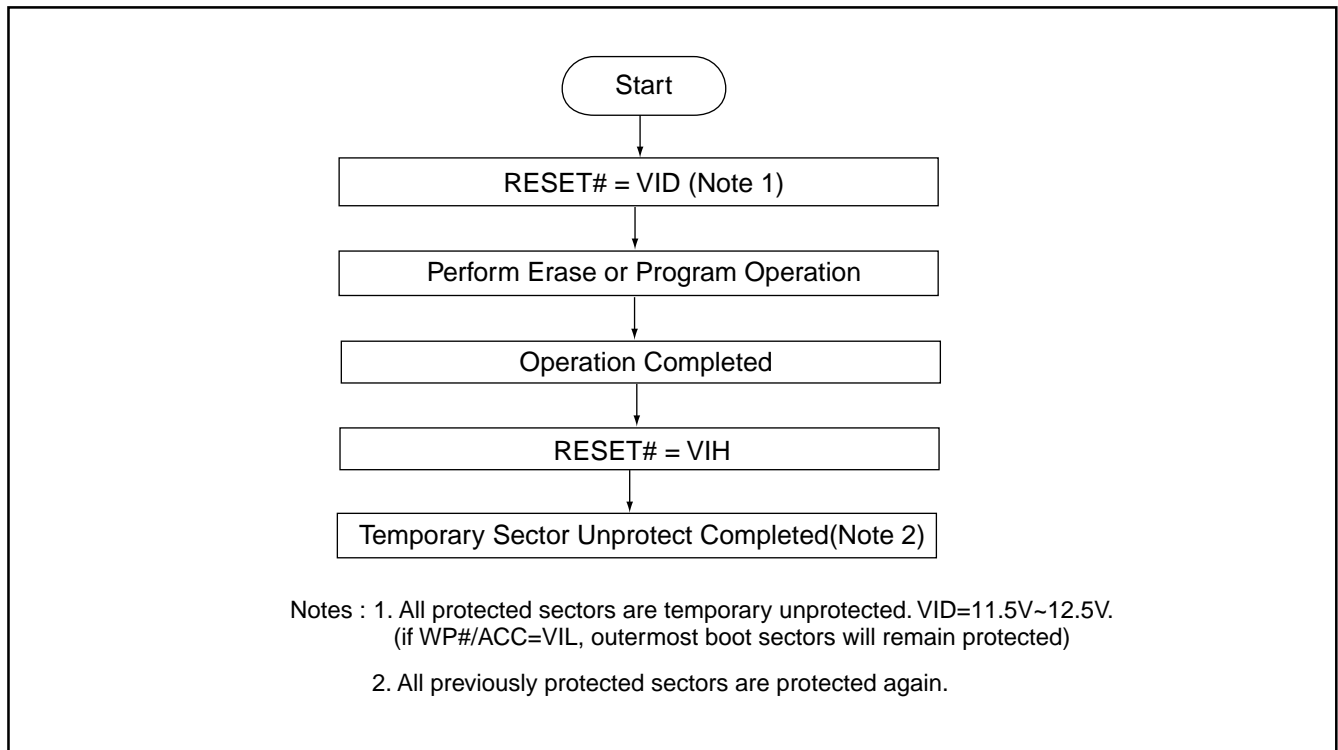 Start
RESET# = VID (Note 1)
Perform Erase or Program Operation
Operation Completed
RESET# = VIH
Temporary Sector Unprotect Completed(Note 2)
Notes : 1. All protected sectors are temporary unprotected. VID=11.5V~12.5V.
(if WP#/ACC=VIL, outermost boot sectors will remain protected)
2. All previously protected sectors are protected again.